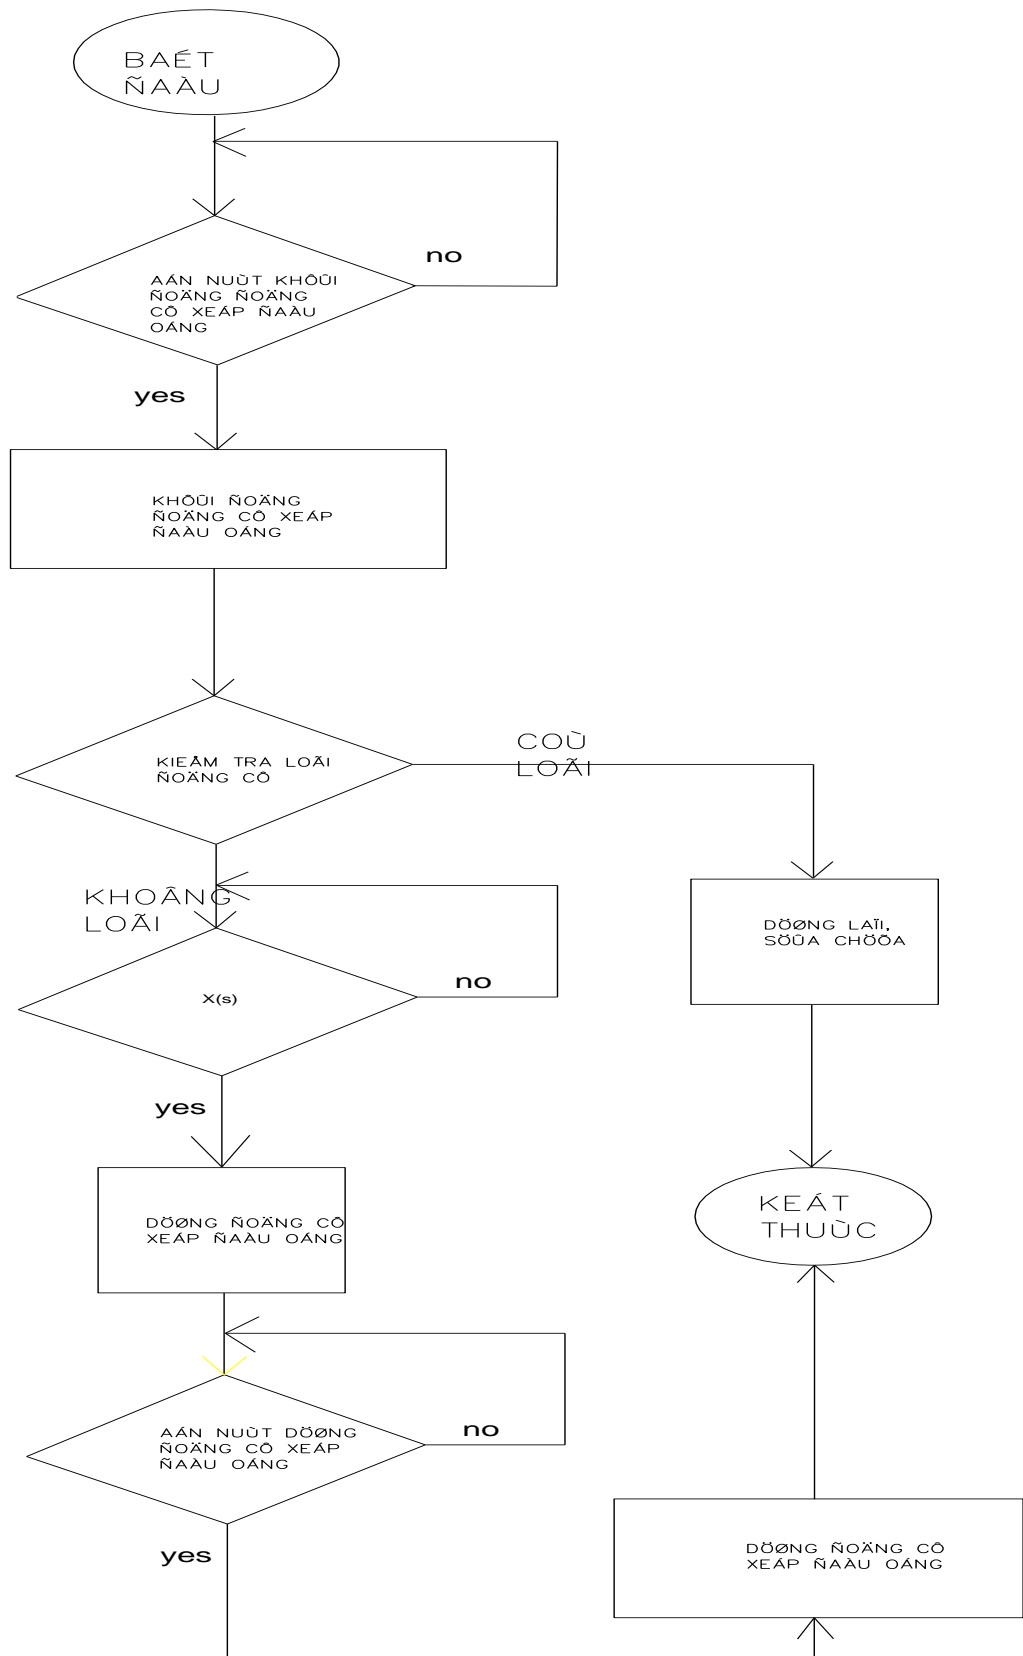 BAÉT
ÑAÀU
no
AÁN NUÙT KHÔÛI
ÑOÄNG ÑOÄNG
CÔ XEÁP ÑAÀU
OÁNG
yes
KHÔÛI ÑOÄNG
ÑOÄNG CÔ XEÁP
ÑAÀU OÁNG
KIEÅM TRA LOÃI
ÑOÄNG CÔ
COÙ
LOÃI
KHOÂNG
LOÃI
DÖØNG LAÏI,
SÖÛA CHÖÕA
no
X(s)
yes
DÖØNG ÑOÄNG CÔ
XEÁP ÑAÀU OÁNG
KEÁT
THUÙC
AÁN NUÙT DÖØNG
ÑOÄNG CÔ XEÁP
ÑAÀU OÁNG
no
yes
DÖØNG ÑOÄNG CÔ
XEÁP ÑAÀU OÁNG